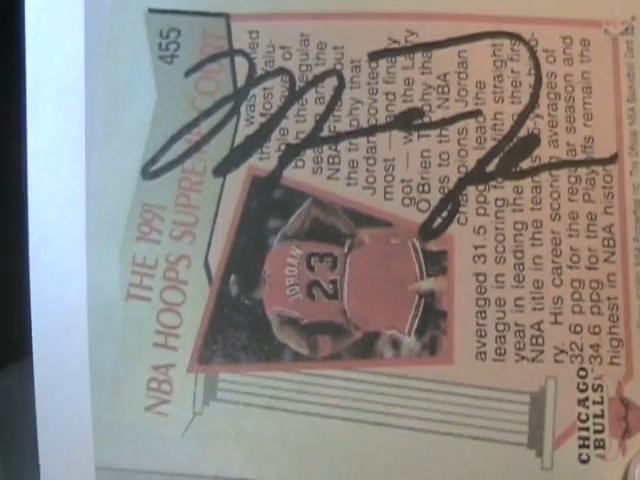 455
THE 1991
NBA HOOPS SUPREME COURT
was
the Most Valu-
ble
of
both the regular
season and the
NBA Finals, but
the trophy that
Jordan coveted
most — and finally
got — was the Larry
O'Brien Trophy that
goes to the NBA
champions. Jordan
averaged 31.5 ppg to lead the
league in scoring for fifth straight
year in leading the Bulls to their first
NBA title in the team's 25-year histo-
ry. His career scoring averages of
32.6 ppg for the regular season and
34.6 ppg for the Playoffs remain the
highest in NBA history.
JORDAN
23
CHICAGO
BULLS